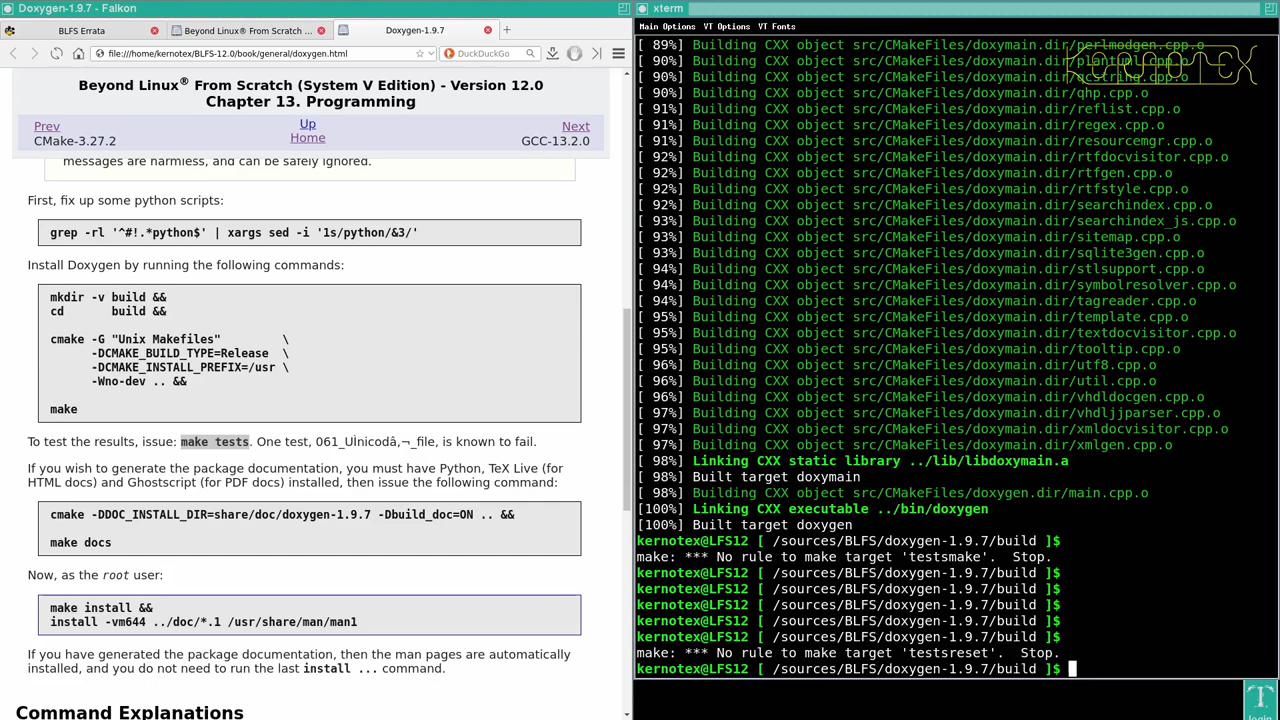 Doxygen-1.9.7 - Falkon
BLFS Errata
Beyond Linux® From Scratch ...
Doxygen-1.9.7
file:///home/kernotex/BLFS-12.0/book/general/doxygen.html
DuckDuckGo
Beyond Linux® From Scratch (System V Edition) - Version 12.0
Chapter 13. Programming
Prev Up Next
CMake-3.27.2 Home GCC-13.2.0
messages are harmless, and can be safely ignored.
First, fix up some python scripts:
grep -rl '^#!.*python$' | xargs sed -i '1s/python/&3/'
Install Doxygen by running the following commands:
mkdir -v build &&
cd       build &&
cmake -G "Unix Makefiles"         \
      -DCMAKE_BUILD_TYPE=Release  \
      -DCMAKE_INSTALL_PREFIX=/usr \
      -Wno-dev .. &&
make
To test the results, issue: make tests. One test, 061_Uİnicodâ‚¬_file, is known to fail.
If you wish to generate the package documentation, you must have Python, TeX Live (for
HTML docs) and Ghostscript (for PDF docs) installed, then issue the following command:
cmake -DDOC_INSTALL_DIR=share/doc/doxygen-1.9.7 -Dbuild_doc=ON .. &&
make docs
Now, as the root user:
make install &&
install -vm644 ../doc/*.1 /usr/share/man/man1
If you have generated the package documentation, then the man pages are automatically
installed, and you do not need to run the last install ... command.
Command Explanations
xterm
Main Options VT Options VT Fonts
KERNOTEX
[ 89%] Building CXX object src/CMakeFiles/doxymain.dir/perlmodgen.cpp.o
[ 90%] Building CXX object src/CMakeFiles/doxymain.dir/plantuml.cpp.o
[ 90%] Building CXX object src/CMakeFiles/doxymain.dir/qcstring.cpp.o
[ 90%] Building CXX object src/CMakeFiles/doxymain.dir/qhp.cpp.o
[ 91%] Building CXX object src/CMakeFiles/doxymain.dir/reflist.cpp.o
[ 91%] Building CXX object src/CMakeFiles/doxymain.dir/regex.cpp.o
[ 91%] Building CXX object src/CMakeFiles/doxymain.dir/resourcemgr.cpp.o
[ 92%] Building CXX object src/CMakeFiles/doxymain.dir/rtfdocvisitor.cpp.o
[ 92%] Building CXX object src/CMakeFiles/doxymain.dir/rtfgen.cpp.o
[ 92%] Building CXX object src/CMakeFiles/doxymain.dir/rtfstyle.cpp.o
[ 92%] Building CXX object src/CMakeFiles/doxymain.dir/searchindex.cpp.o
[ 93%] Building CXX object src/CMakeFiles/doxymain.dir/searchindex_js.cpp.o
[ 93%] Building CXX object src/CMakeFiles/doxymain.dir/sitemap.cpp.o
[ 93%] Building CXX object src/CMakeFiles/doxymain.dir/sqlite3gen.cpp.o
[ 94%] Building CXX object src/CMakeFiles/doxymain.dir/stlsupport.cpp.o
[ 94%] Building CXX object src/CMakeFiles/doxymain.dir/symbolresolver.cpp.o
[ 94%] Building CXX object src/CMakeFiles/doxymain.dir/tagreader.cpp.o
[ 95%] Building CXX object src/CMakeFiles/doxymain.dir/template.cpp.o
[ 95%] Building CXX object src/CMakeFiles/doxymain.dir/textdocvisitor.cpp.o
[ 95%] Building CXX object src/CMakeFiles/doxymain.dir/tooltip.cpp.o
[ 96%] Building CXX object src/CMakeFiles/doxymain.dir/utf8.cpp.o
[ 96%] Building CXX object src/CMakeFiles/doxymain.dir/util.cpp.o
[ 96%] Building CXX object src/CMakeFiles/doxymain.dir/vhdldocgen.cpp.o
[ 97%] Building CXX object src/CMakeFiles/doxymain.dir/vhdljjparser.cpp.o
[ 97%] Building CXX object src/CMakeFiles/doxymain.dir/xmldocvisitor.cpp.o
[ 97%] Building CXX object src/CMakeFiles/doxymain.dir/xmlgen.cpp.o
[ 98%] Linking CXX static library ../lib/libdoxymain.a
[ 98%] Built target doxymain
[ 98%] Building CXX object src/CMakeFiles/doxygen.dir/main.cpp.o
[100%] Linking CXX executable ../bin/doxygen
[100%] Built target doxygen
kernotex@LFS12 [ /sources/BLFS/doxygen-1.9.7/build ]$
make: *** No rule to make target 'testsmake'.  Stop.
kernotex@LFS12 [ /sources/BLFS/doxygen-1.9.7/build ]$
kernotex@LFS12 [ /sources/BLFS/doxygen-1.9.7/build ]$
kernotex@LFS12 [ /sources/BLFS/doxygen-1.9.7/build ]$
kernotex@LFS12 [ /sources/BLFS/doxygen-1.9.7/build ]$
kernotex@LFS12 [ /sources/BLFS/doxygen-1.9.7/build ]$
make: *** No rule to make target 'testsreset'.  Stop.
kernotex@LFS12 [ /sources/BLFS/doxygen-1.9.7/build ]$
login